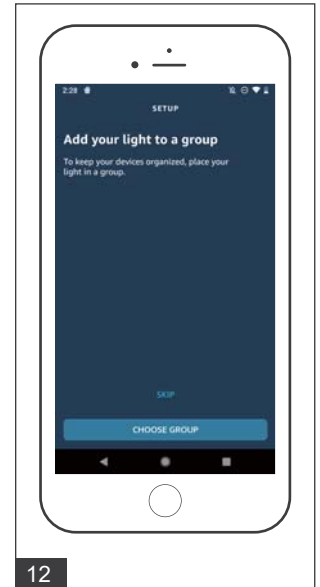 2:28
SETUP
Add your light to a group
To keep your devices organized, place your
light in a group.
SKIP
CHOOSE GROUP
12